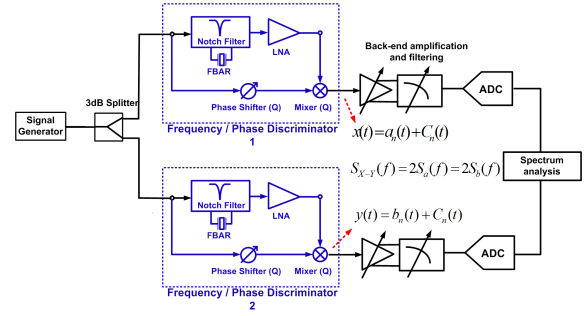 Notch Filter
FBAR
LNA
Phase Shifter (Q)
Mixer (Q)
Frequency / Phase Discriminator
1
Back-end amplification
and filtering
ADC
3dB Splitter
Signal
Generator
x(t)=a_n(t)+C_n(t)
S_{X-Y}(f)=2S_a(f)=2S_b(f)
Spectrum
analysis
y(t)=b_n(t)+C_n(t)
Notch Filter
FBAR
LNA
Phase Shifter (Q)
Mixer (Q)
ADC
Frequency / Phase Discriminator
2